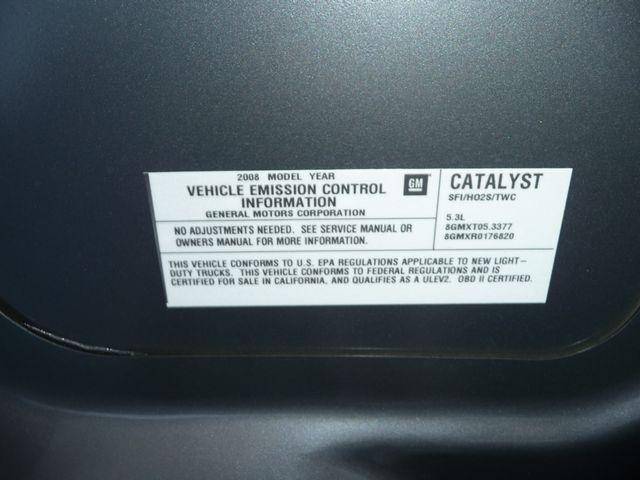 2008 MODEL YEAR
VEHICLE EMISSION CONTROL
INFORMATION
GENERAL MOTORS CORPORATION
GM
NO ADJUSTMENTS NEEDED. SEE SERVICE MANUAL OR
OWNERS MANUAL FOR MORE INFORMATION.
CATALYST
SFI/HO2S/TWC
5.3L
8GMXT05.3377
8GMXR0176820
THIS VEHICLE CONFORMS TO U.S. EPA REGULATIONS APPLICABLE TO NEW LIGHT-
DUTY TRUCKS. THIS VEHICLE CONFORMS TO FEDERAL REGULATIONS AND IS
CERTIFIED FOR SALE IN CALIFORNIA, AND QUALIFIES AS A ULEV2. OBD II CERTIFIED.